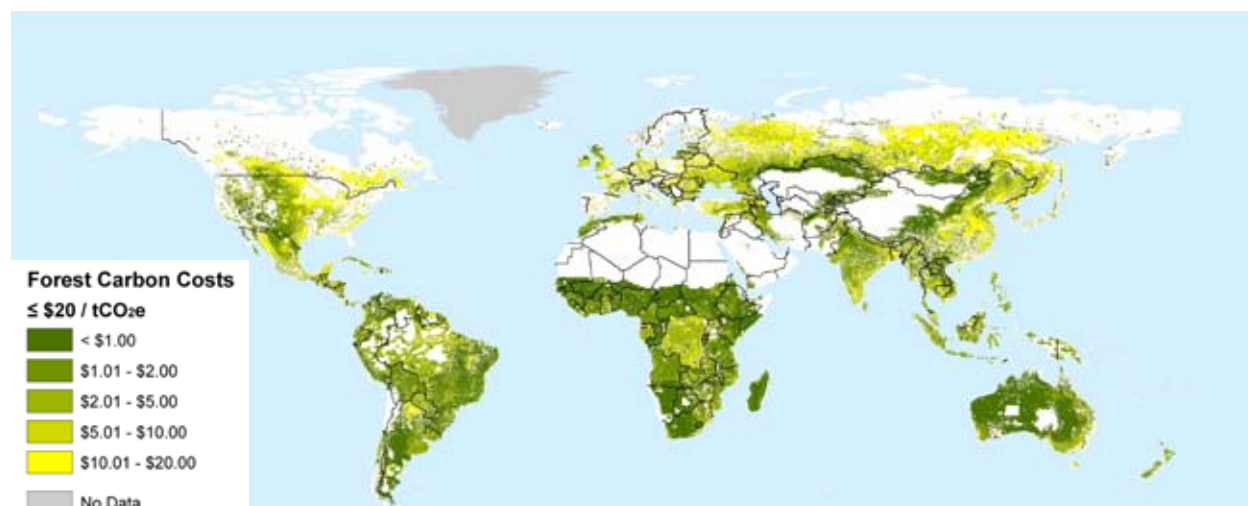 Forest Carbon Costs
≤ $20 / tCO₂e
< $1.00
$1.01 - $2.00
$2.01 - $5.00
$5.01 - $10.00
$10.01 - $20.00
No Data